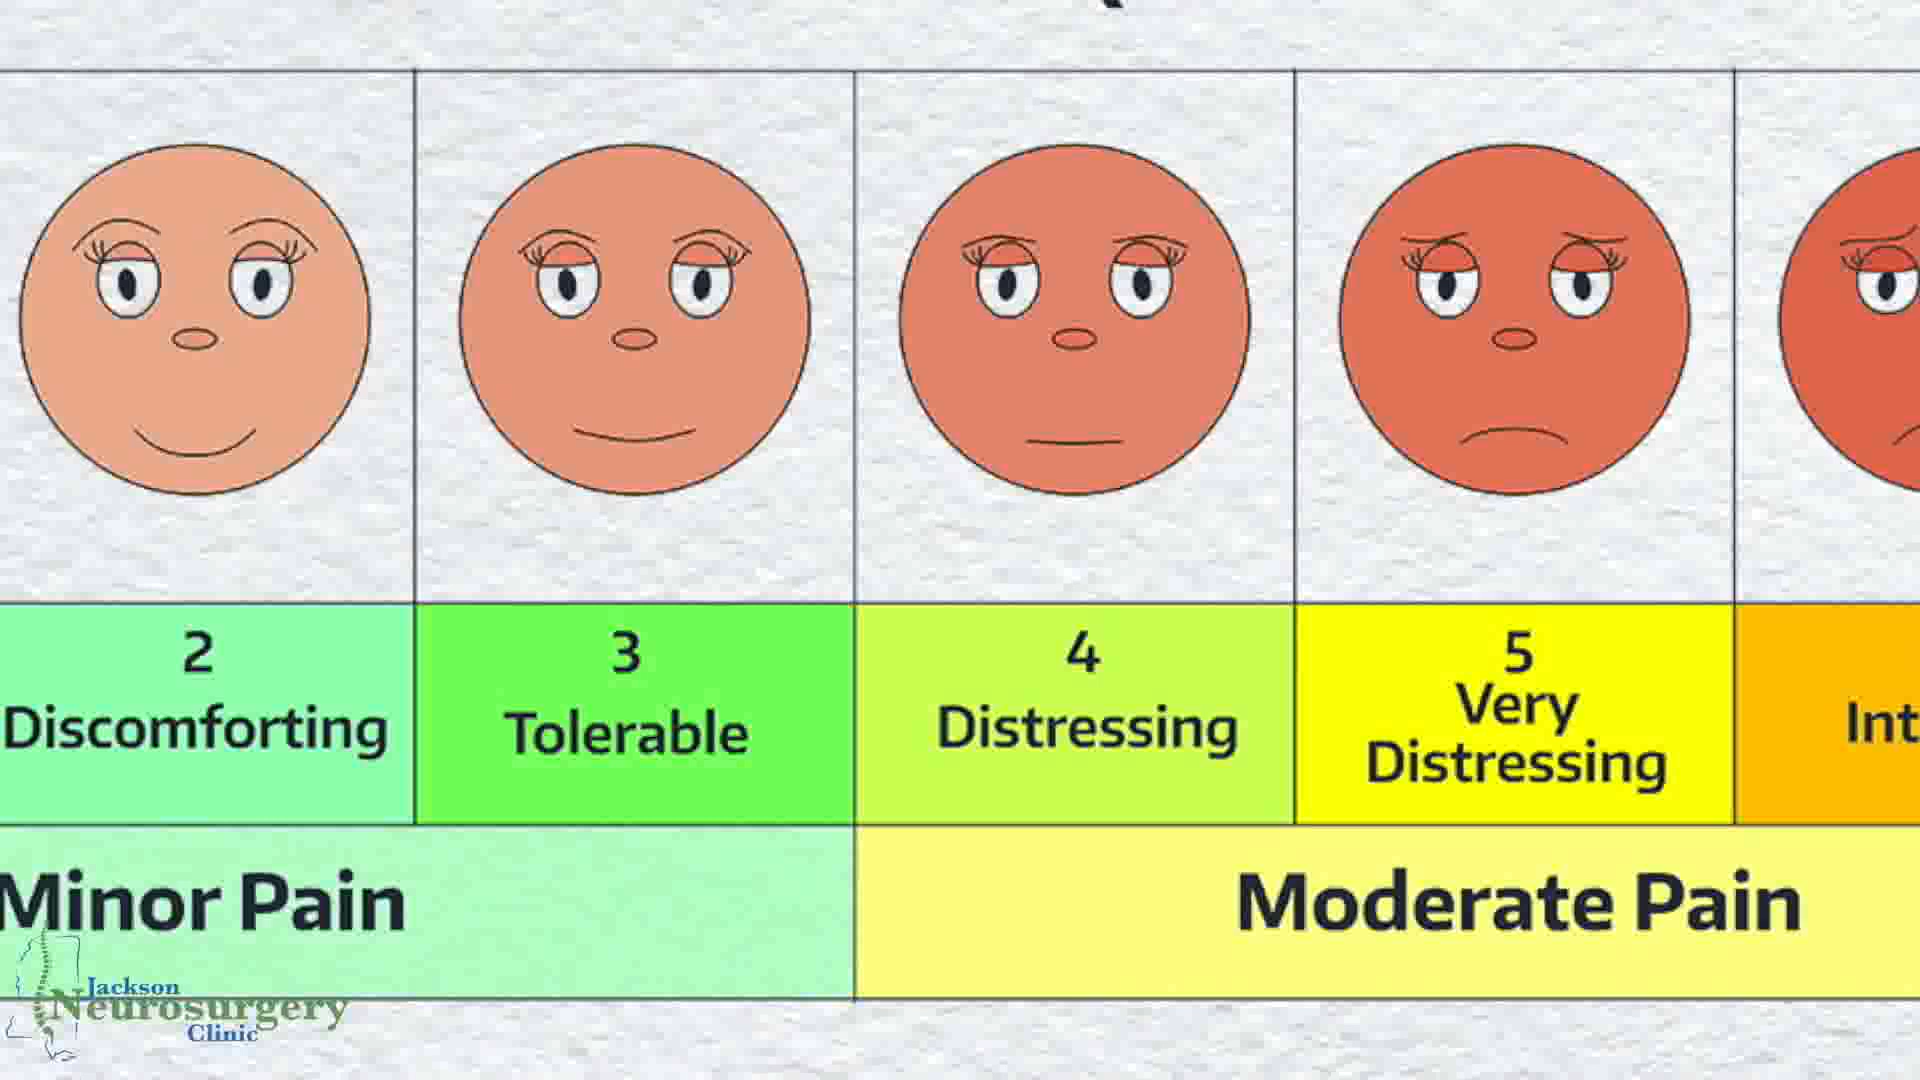 2
Discomforting
3
Tolerable
4
Distressing
5
Very
Distressing
Int
Minor Pain
Moderate Pain
Jackson
Neurosurgery
Clinic